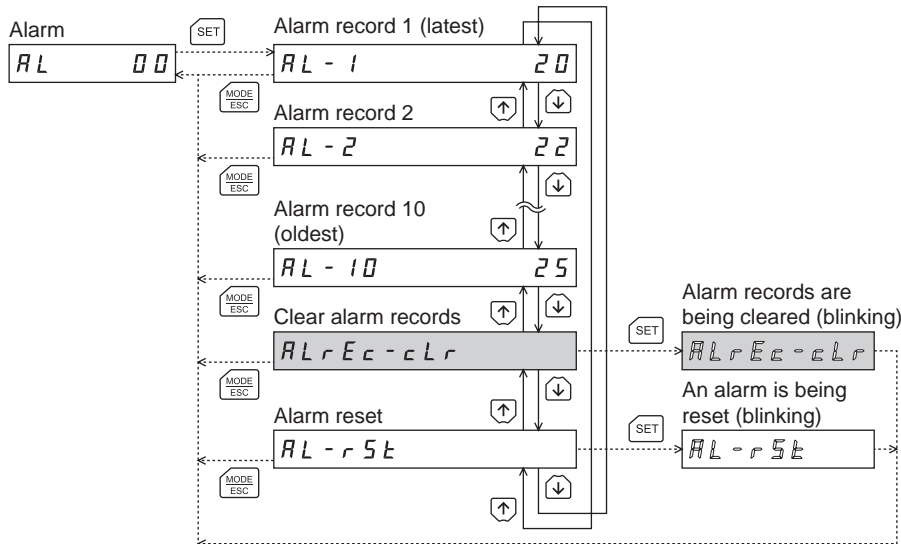 Alarm
SET
AL 00
Alarm record 1 (latest)
AL-1 20
MODE
ESC
Alarm record 2
AL-2 22
MODE
ESC
Alarm record 10
(oldest)
AL-10 25
MODE
ESC
Clear alarm records
ALrEc-cLr
SET
Alarm records are
being cleared (blinking)
ALrEc-cLr
MODE
ESC
Alarm reset
AL-rSt
SET
An alarm is being
reset (blinking)
AL-rSt
MODE
ESC